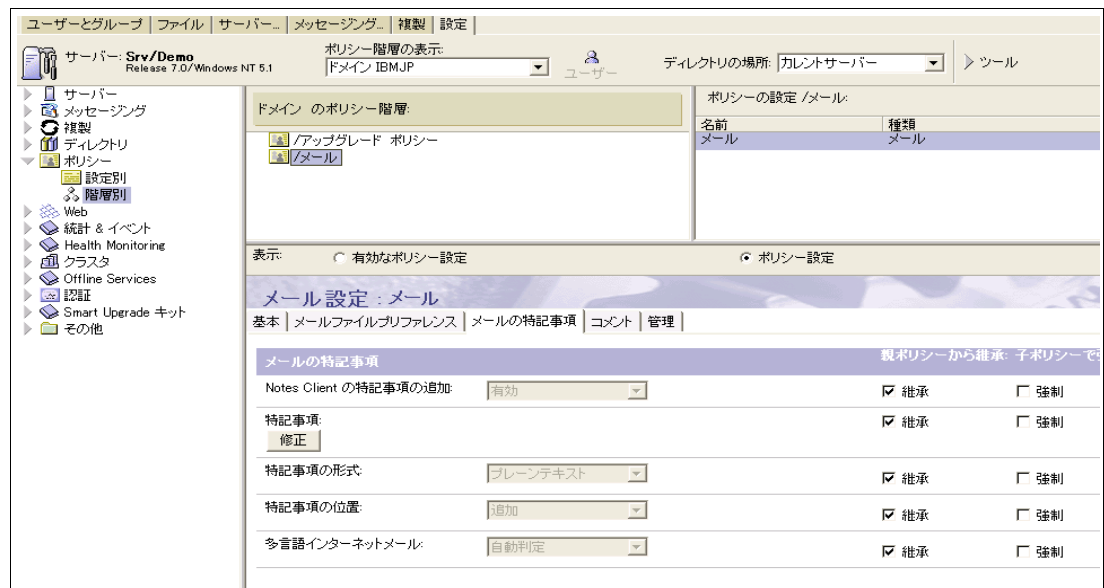 ユーザーとグループ ファイル サーバー... メッセージング... 複製 設定
サーバー: Srv/Demo
Release 7.0/Windows NT 5.1
ポリシー階層の表示:
ドメイン IBMJP
ユーザー
ディレクトリの場所: カレントサーバー
ツール
サーバー
メッセージング
複製
ディレクトリ
ポリシー
設定別
階層別
Web
統計 & イベント
Health Monitoring
クラスタ
Offline Services
認証
Smart Upgrade キット
その他
ドメイン のポリシー階層:
/アップグレード ポリシー
/メール
ポリシーの設定 /メール:
名前 種類
メール メール
表示: 有効なポリシー設定 ポリシー設定
メール設定 : メール
基本 メールファイルプリファレンス メールの特記事項 コメント 管理
メールの特記事項 親ポリシーから継承: 子ポリシーで
Notes Client の特記事項の追加: 有効 継承 強制
特記事項: 継承 強制
修正
特記事項の形式: プレーンテキスト 継承 強制
特記事項の位置: 追加 継承 強制
多言語インターネットメール: 自動判定 継承 強制